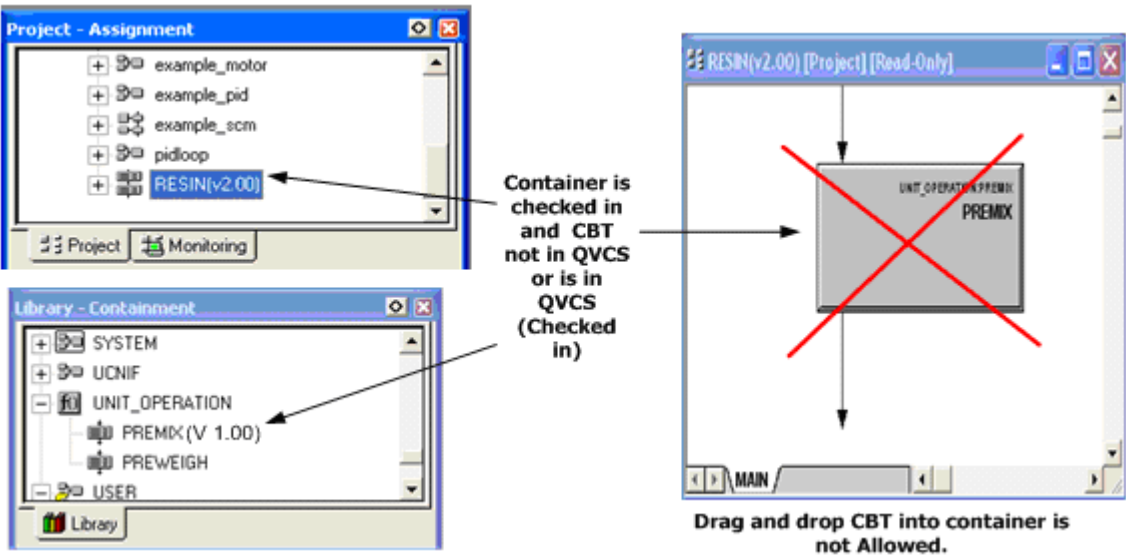 Project - Assignment
example_motor
example_pid
example_scm
pidloop
RESIN(v2.00)
Project
Monitoring
Library - Containment
SYSTEM
UCNIF
UNIT_OPERATION
PREMIX(V 1.00)
PREWEIGH
USER
Library
Container is
checked in
and CBT
not in QVCS
or is in
QVCS
(Checked
in)
RESIN(v2.00) [Project] [Read-Only]
UNIT_OPERATION:PREMIX
PREMIX
MAIN
Drag and drop CBT into container is
not Allowed.